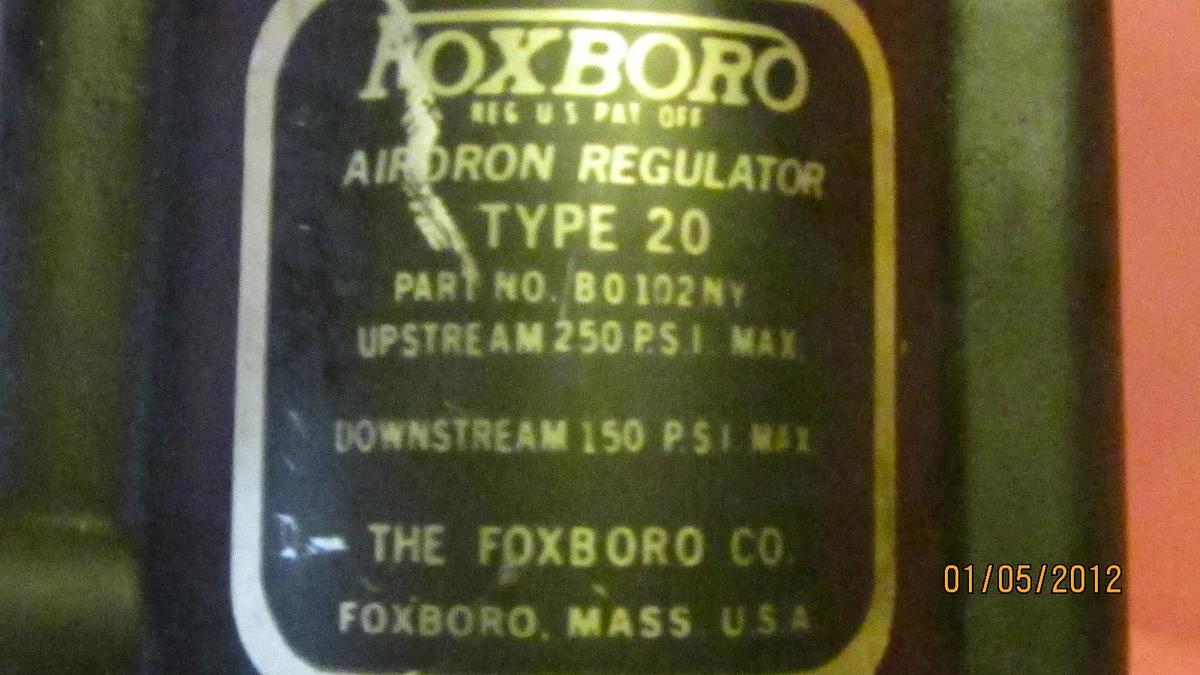 FOXBORO
REG U S PAT OFF
AIRDRON REGULATOR
TYPE 20
PART NO. B0102NY
UPSTREAM 250 P.S.I. MAX.
DOWNSTREAM 150 P.S.I. MAX.
THE FOXBORO CO.
FOXBORO, MASS. U.S.A.
01/05/2012